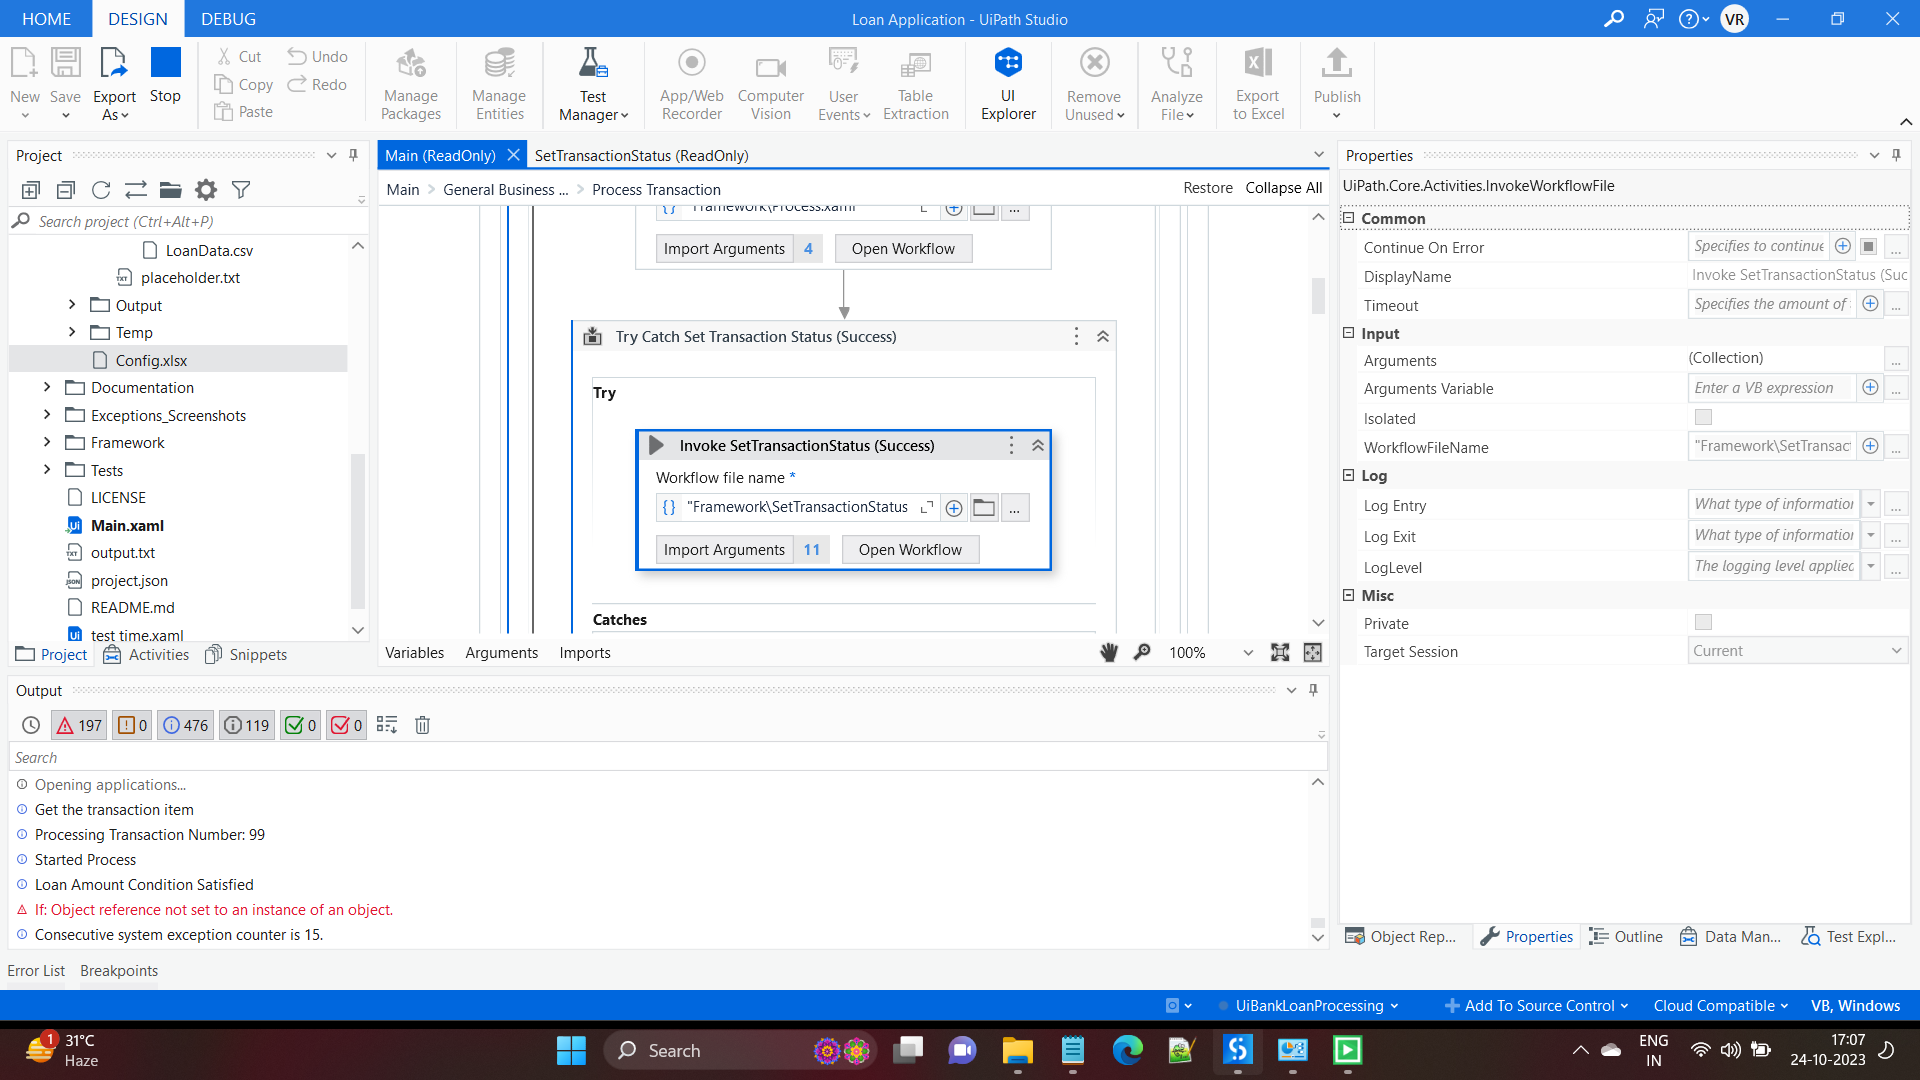 HOME DESIGN DEBUG Loan Application - UiPath Studio VR
New Save Export As Stop Cut Copy Paste Undo Redo Manage Packages Manage Entities Test Manager App/Web Recorder Computer Vision User Events Table Extraction UI Explorer Remove Unused Analyze File Export to Excel Publish
Project
Search project (Ctrl+Alt+P)
LoanData.csv
placeholder.txt
Output
Temp
Config.xlsx
Documentation
Exceptions_Screenshots
Framework
Tests
LICENSE
Main.xaml
output.txt
project.json
README.md
test time.xaml
Project Activities Snippets
Main (ReadOnly) SetTransactionStatus (ReadOnly)
Main > General Business ... > Process Transaction Restore Collapse All
Framework\Process.xaml ...
Import Arguments 4 Open Workflow
Try Catch Set Transaction Status (Success)
Try
Invoke SetTransactionStatus (Success)
Workflow file name *
{} "Framework\SetTransactionStatus ...
Import Arguments 11 Open Workflow
Catches
Variables Arguments Imports 100%
Properties
UiPath.Core.Activities.InvokeWorkflowFile
Common
Continue On Error Specifies to continue ...
DisplayName Invoke SetTransactionStatus (Suc
Timeout Specifies the amount of ...
Input
Arguments (Collection) ...
Arguments Variable Enter a VB expression ...
Isolated
WorkflowFileName "Framework\SetTransact ...
Log
Log Entry What type of information ...
Log Exit What type of information ...
LogLevel The logging level applied ...
Misc
Private
Target Session Current
Object Rep... Properties Outline Data Man... Test Expl...
Output
197 0 476 119 0 0
Search
Opening applications...
Get the transaction item
Processing Transaction Number: 99
Started Process
Loan Amount Condition Satisfied
If: Object reference not set to an instance of an object.
Consecutive system exception counter is 15.
Error List Breakpoints
UiBankLoanProcessing Add To Source Control Cloud Compatible VB, Windows
1 31°C
Haze
Search
ENG
IN
17:07
24-10-2023